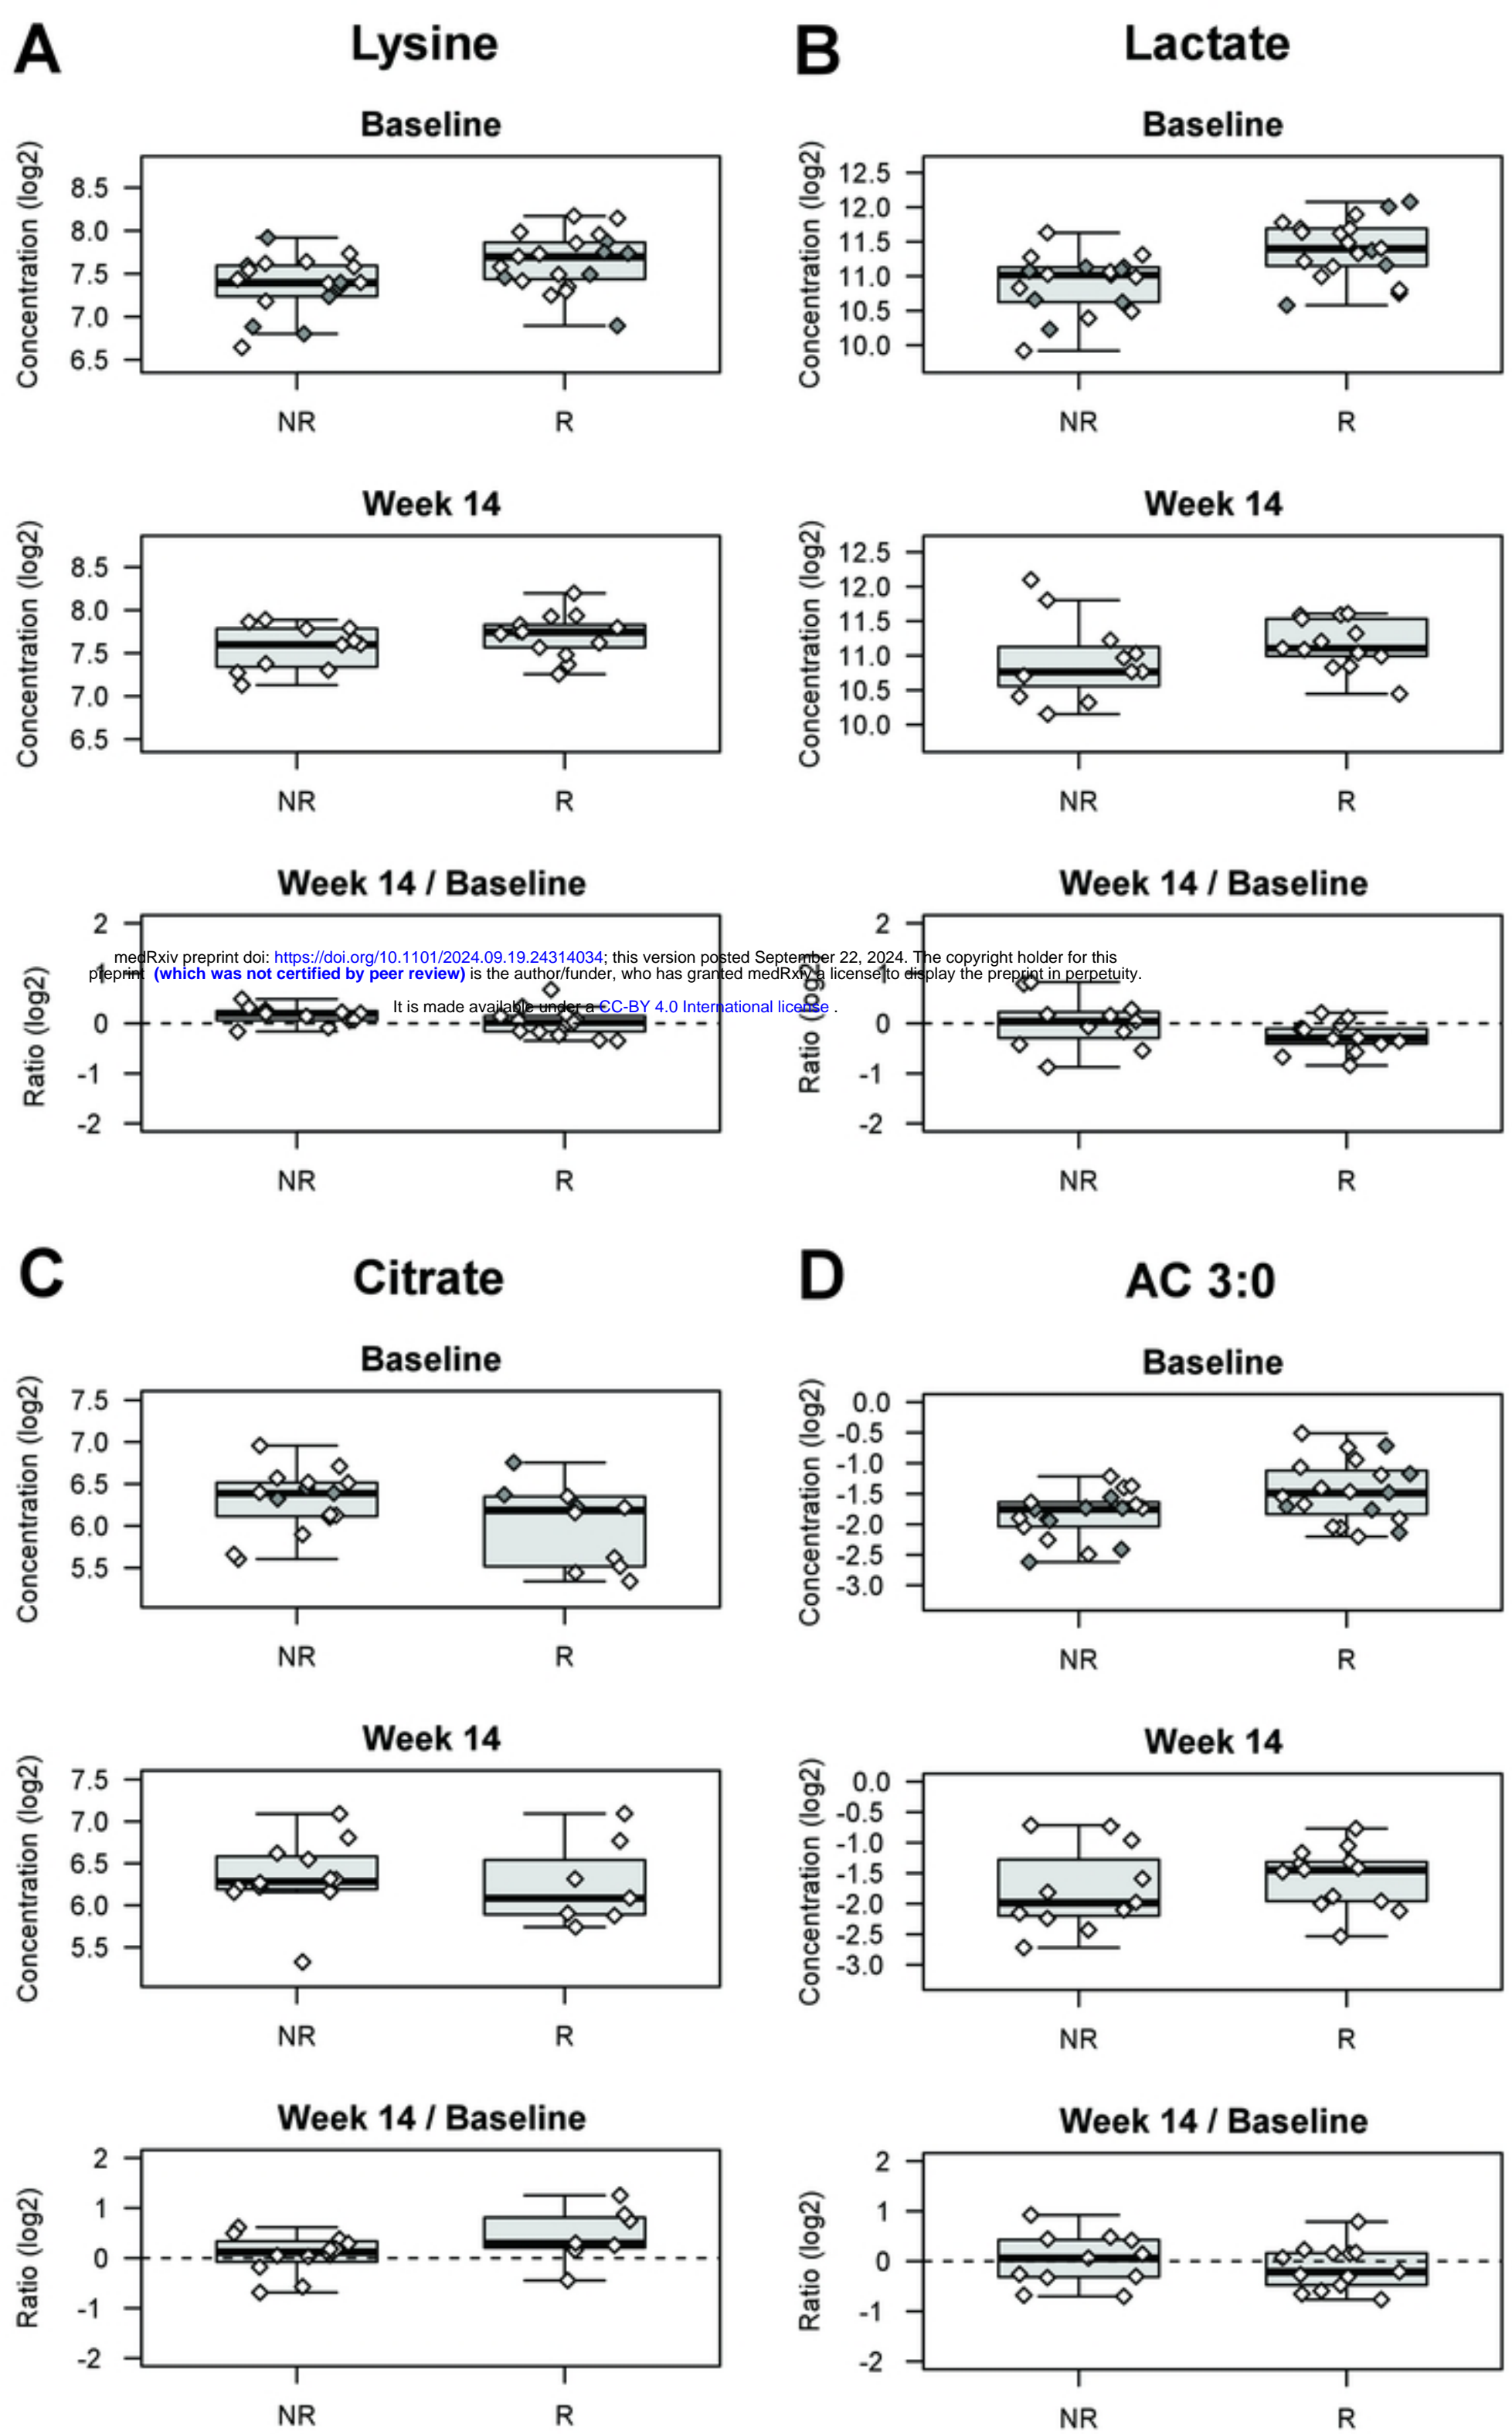 A Lysine
Baseline
Concentration (log2)
8.5
8.0
7.5
7.0
6.5
NR R
Week 14
Concentration (log2)
8.5
8.0
7.5
7.0
6.5
NR R
Week 14 / Baseline
Ratio (log2)
2
1
0
-1
-2
NR R
B Lactate
Baseline
Concentration (log2)
12.5
12.0
11.5
11.0
10.5
10.0
NR R
Week 14
Concentration (log2)
12.5
12.0
11.5
11.0
10.5
10.0
NR R
Week 14 / Baseline
Ratio (log2)
2
1
0
-1
-2
NR R
medRxiv preprint doi: https://doi.org/10.1101/2024.09.19.24314034; this version posted September 22, 2024. The copyright holder for this
preprint (which was not certified by peer review) is the author/funder, who has granted medRxiv a license to display the preprint in perpetuity.
It is made available under a CC-BY 4.0 International license .
C Citrate
Baseline
Concentration (log2)
7.5
7.0
6.5
6.0
5.5
NR R
Week 14
Concentration (log2)
7.5
7.0
6.5
6.0
5.5
NR R
Week 14 / Baseline
Ratio (log2)
2
1
0
-1
-2
NR R
D AC 3:0
Baseline
Concentration (log2)
0.0
-0.5
-1.0
-1.5
-2.0
-2.5
-3.0
NR R
Week 14
Concentration (log2)
0.0
-0.5
-1.0
-1.5
-2.0
-2.5
-3.0
NR R
Week 14 / Baseline
Ratio (log2)
2
1
0
-1
-2
NR R